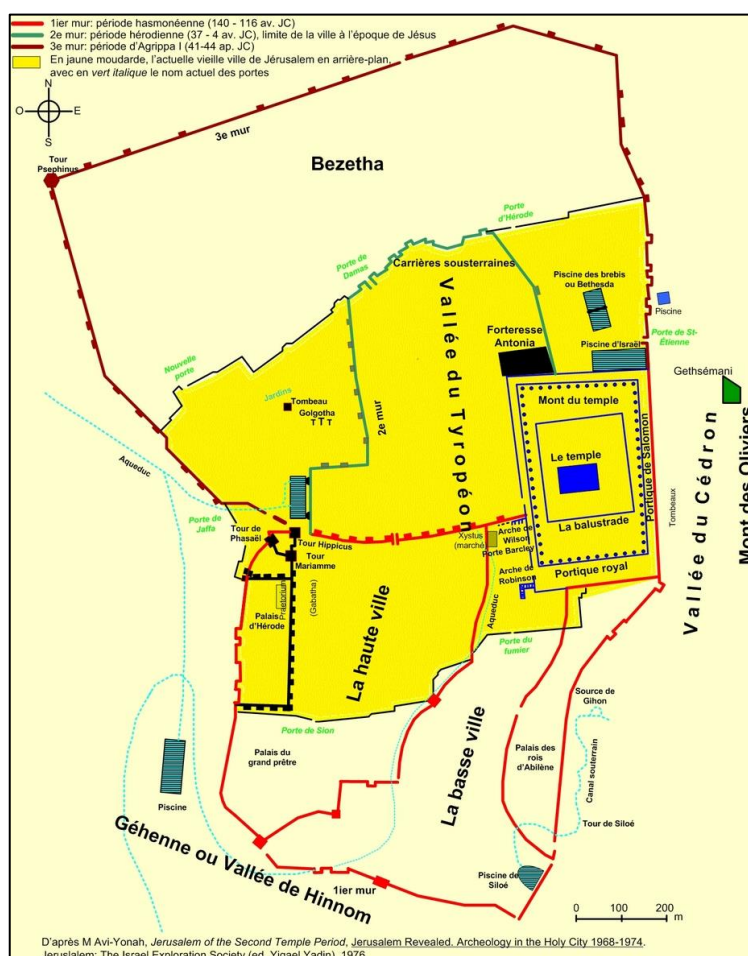 1ier mur: période hasmonéenne (140 - 116 av. JC)
2e mur: période hérodienne (37 - 4 av. JC), limite de la ville à l'époque de Jésus
3e mur: période d'Agrippa I (41-44 ap. JC)
En jaune moudarde, l'actuelle vieille ville de Jérusalem en arrière-plan,
avec en vert italique le nom actuel des portes
N
O
E
S
3e mur
Tour
Psephinus
Bezetha
Porte
d'Hérode
Porte de
Damas
Carrières sousterraines
Piscine des brebis
ou Bethesda
Piscine
Vallée du Tyropéon
Forteresse
Antonia
Piscine d'Israël
Porte de St-
Étienne
Nouvelle
porte
Jardins
Tombeau
Golgotha
T T T
2e mur
Gethsémani
Mont du temple
Le temple
La balustrade
Portique royal
Portique de Salomon
Tombeaux
Vallée du Cédron
Mont des Oliviers
Aqueduc
Porte de
Jaffa
Tour de
Phasaël
Tour Hippicus
Tour
Mariamme
Xystus
(marché)
Arche de
Wilson
Porte Barcley
Arche de
Robinson
Aqueduc
Palais
d'Hérode
Praetorium
(Gabatha)
La haute ville
Porte du
fumier
Porte de Sion
Source de
Gihon
Palais du
grand prêtre
La basse ville
Palais des
rois
d'Abilène
Canal souterrain
Piscine
Tour de Siloé
Géhenne ou Vallée de Hinnom
Piscine de
Siloé
1ier mur
0 100 200
m
D'après M Avi-Yonah, Jerusalem of the Second Temple Period, Jerusalem Revealed. Archeology in the Holy City 1968-1974.
Jeruslalem: The Israel Exploration Society (ed. Yigael Yadin), 1976